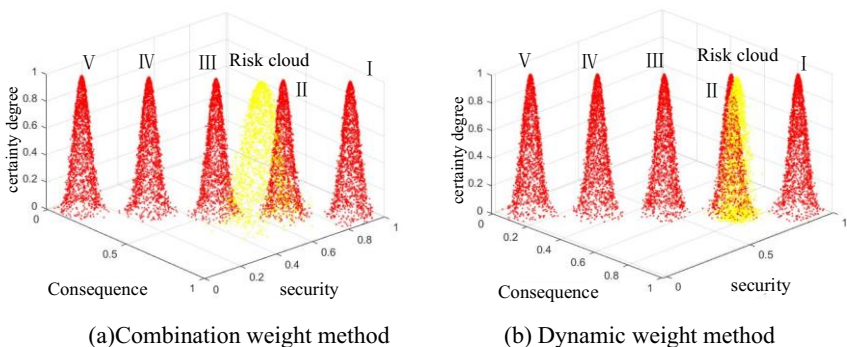 V
IV
III
Risk cloud
II
I
certainty degree
1
0.8
0.6
0.4
0.2
0
0
0.5
1
Consequence
0
0.2
0.4
0.6
0.8
1
security
(a)Combination weight method
V
IV
III
Risk cloud
II
I
certainty degree
1
0.8
0.6
0.4
0.2
0
0
0.2
0.4
0.6
0.8
1
Consequence
0
0.5
1
security
(b) Dynamic weight method